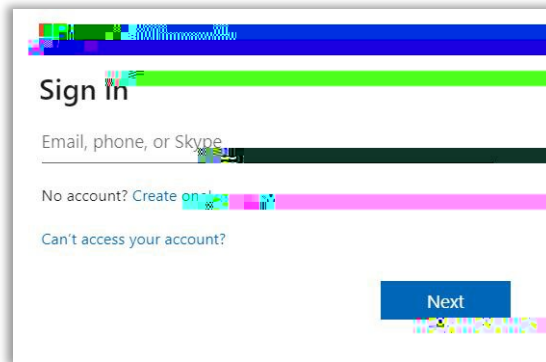 Sign in
Email, phone, or Skype
No account? Create one!
Can't access your account?
Next